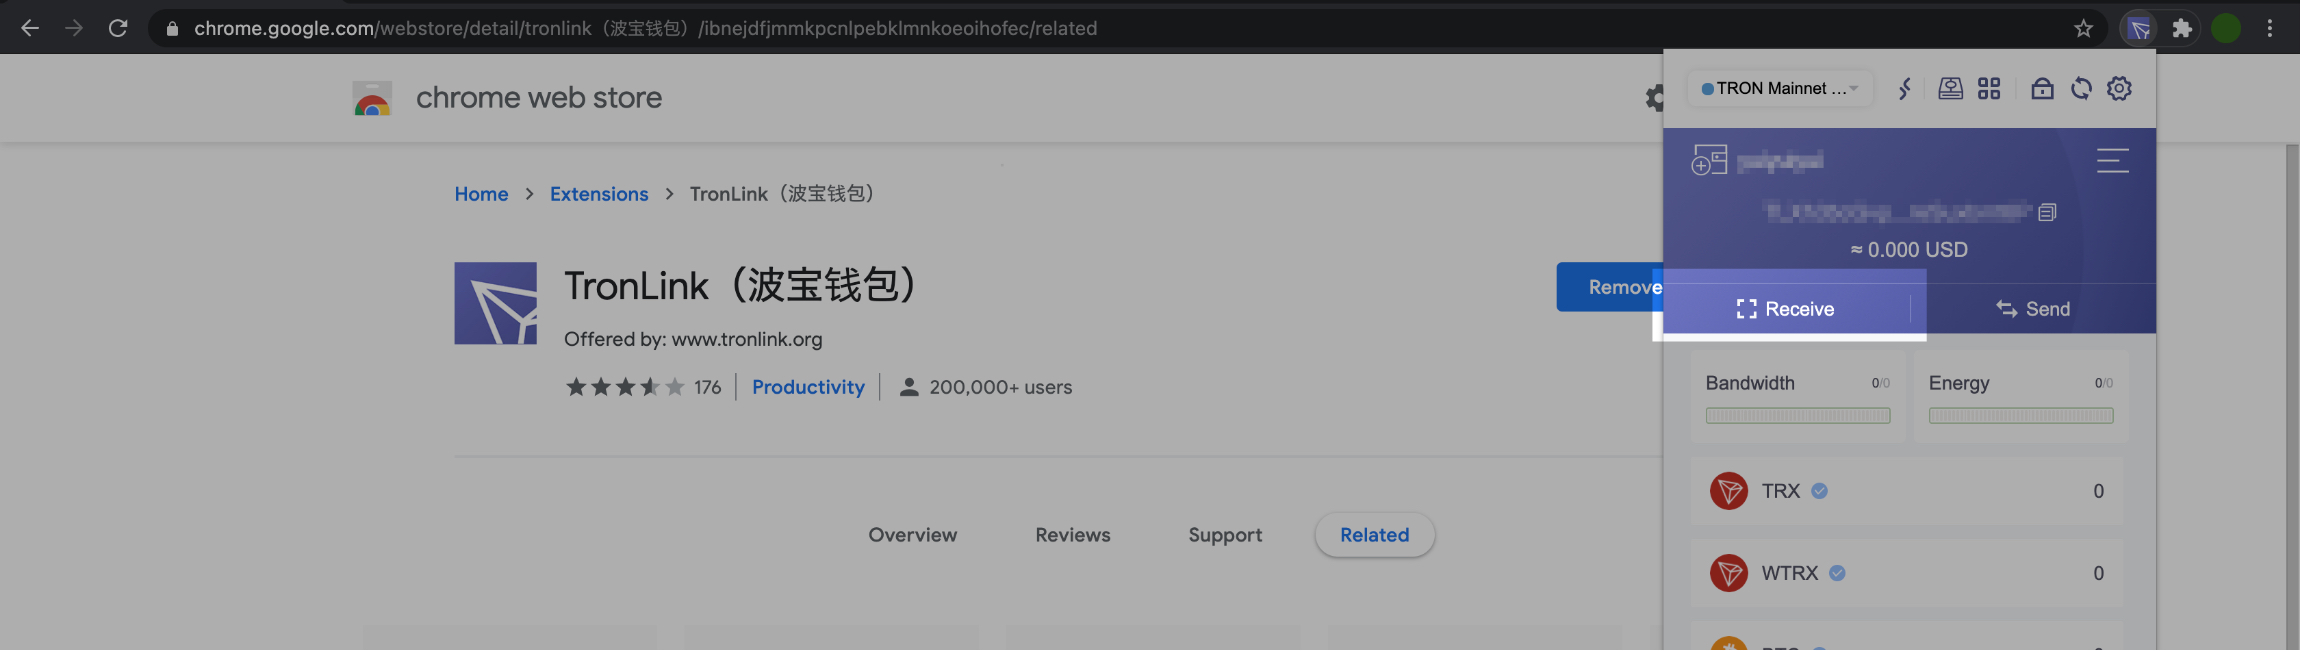 chrome.google.com/webstore/detail/tronlink（波宝钱包）/ibnejdfjmmkpcnlpebklmnkoeoihofec/related
chrome web store
TRON Mainnet ...
Home > Extensions > TronLink（波宝钱包）
≈ 0.000 USD
TronLink（波宝钱包）
Remove
Receive
Send
Offered by: www.tronlink.org
176
Productivity
200,000+ users
Bandwidth 0/0
Energy 0/0
TRX 0
Overview
Reviews
Support
Related
WTRX 0